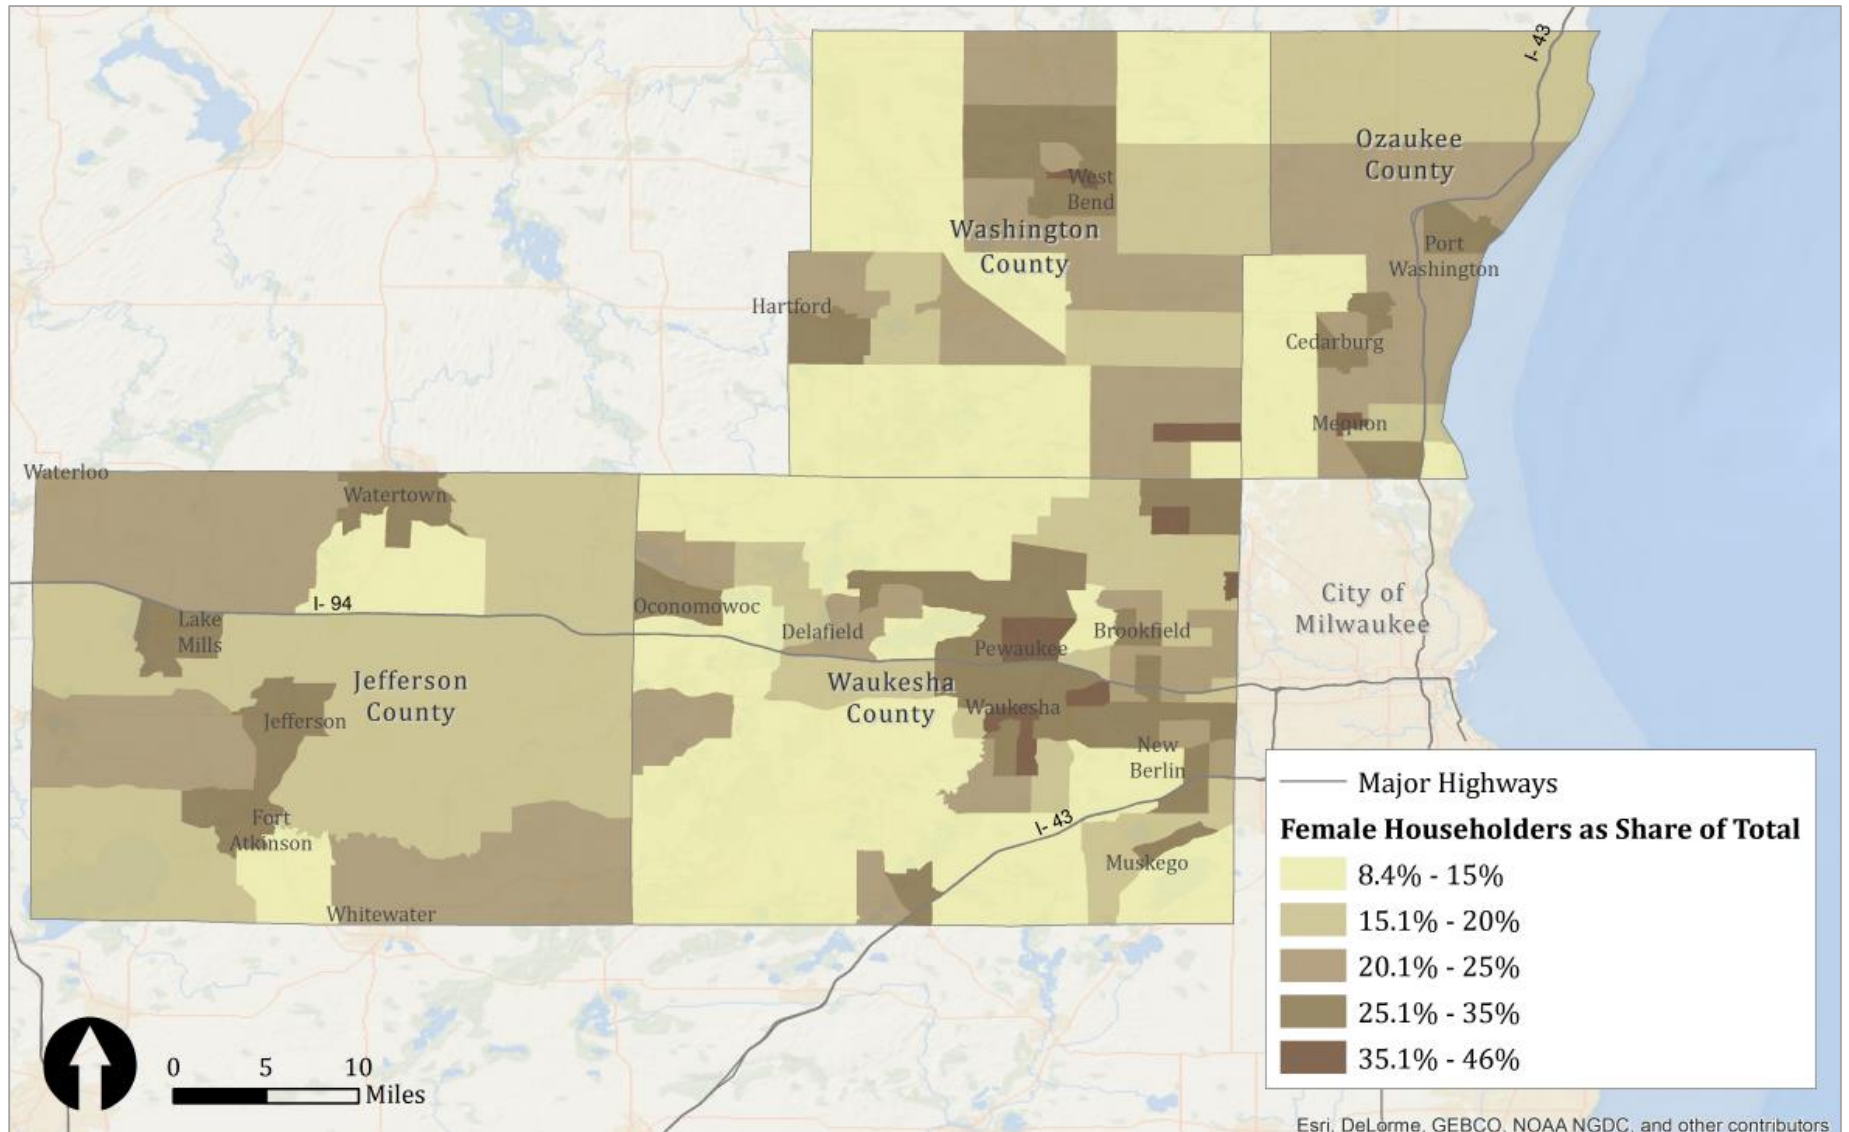 I- 43
Ozaukee
County
West
Bend
Washington
County
Port
Washington
Hartford
Cedarburg
Mequon
Waterloo
Watertown
I- 94
Oconomowoc
Lake
Mills
Delafield
Brookfield
City of
Milwaukee
Pewaukee
Jefferson
County
Waukesha
County
Jefferson
Waukesha
New
Berlin
Fort
Atkinson
I- 43
Muskego
Whitewater
Major Highways
Female Householders as Share of Total
8.4% - 15%
15.1% - 20%
20.1% - 25%
25.1% - 35%
35.1% - 46%
0 5 10
Miles
Esri, DeLorme, GEBCO, NOAA NGDC, and other contributors